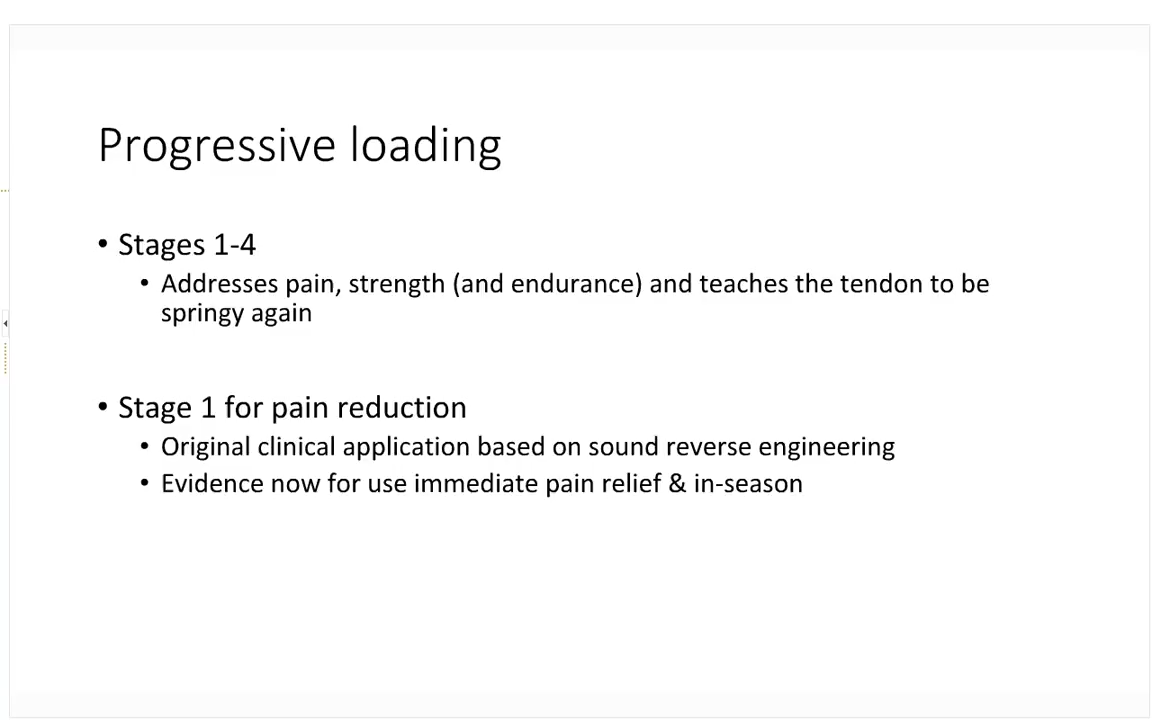 Progressive loading
• Stages 1-4
• Addresses pain, strength (and endurance) and teaches the tendon to be
springy again
• Stage 1 for pain reduction
• Original clinical application based on sound reverse engineering
• Evidence now for use immediate pain relief & in-season